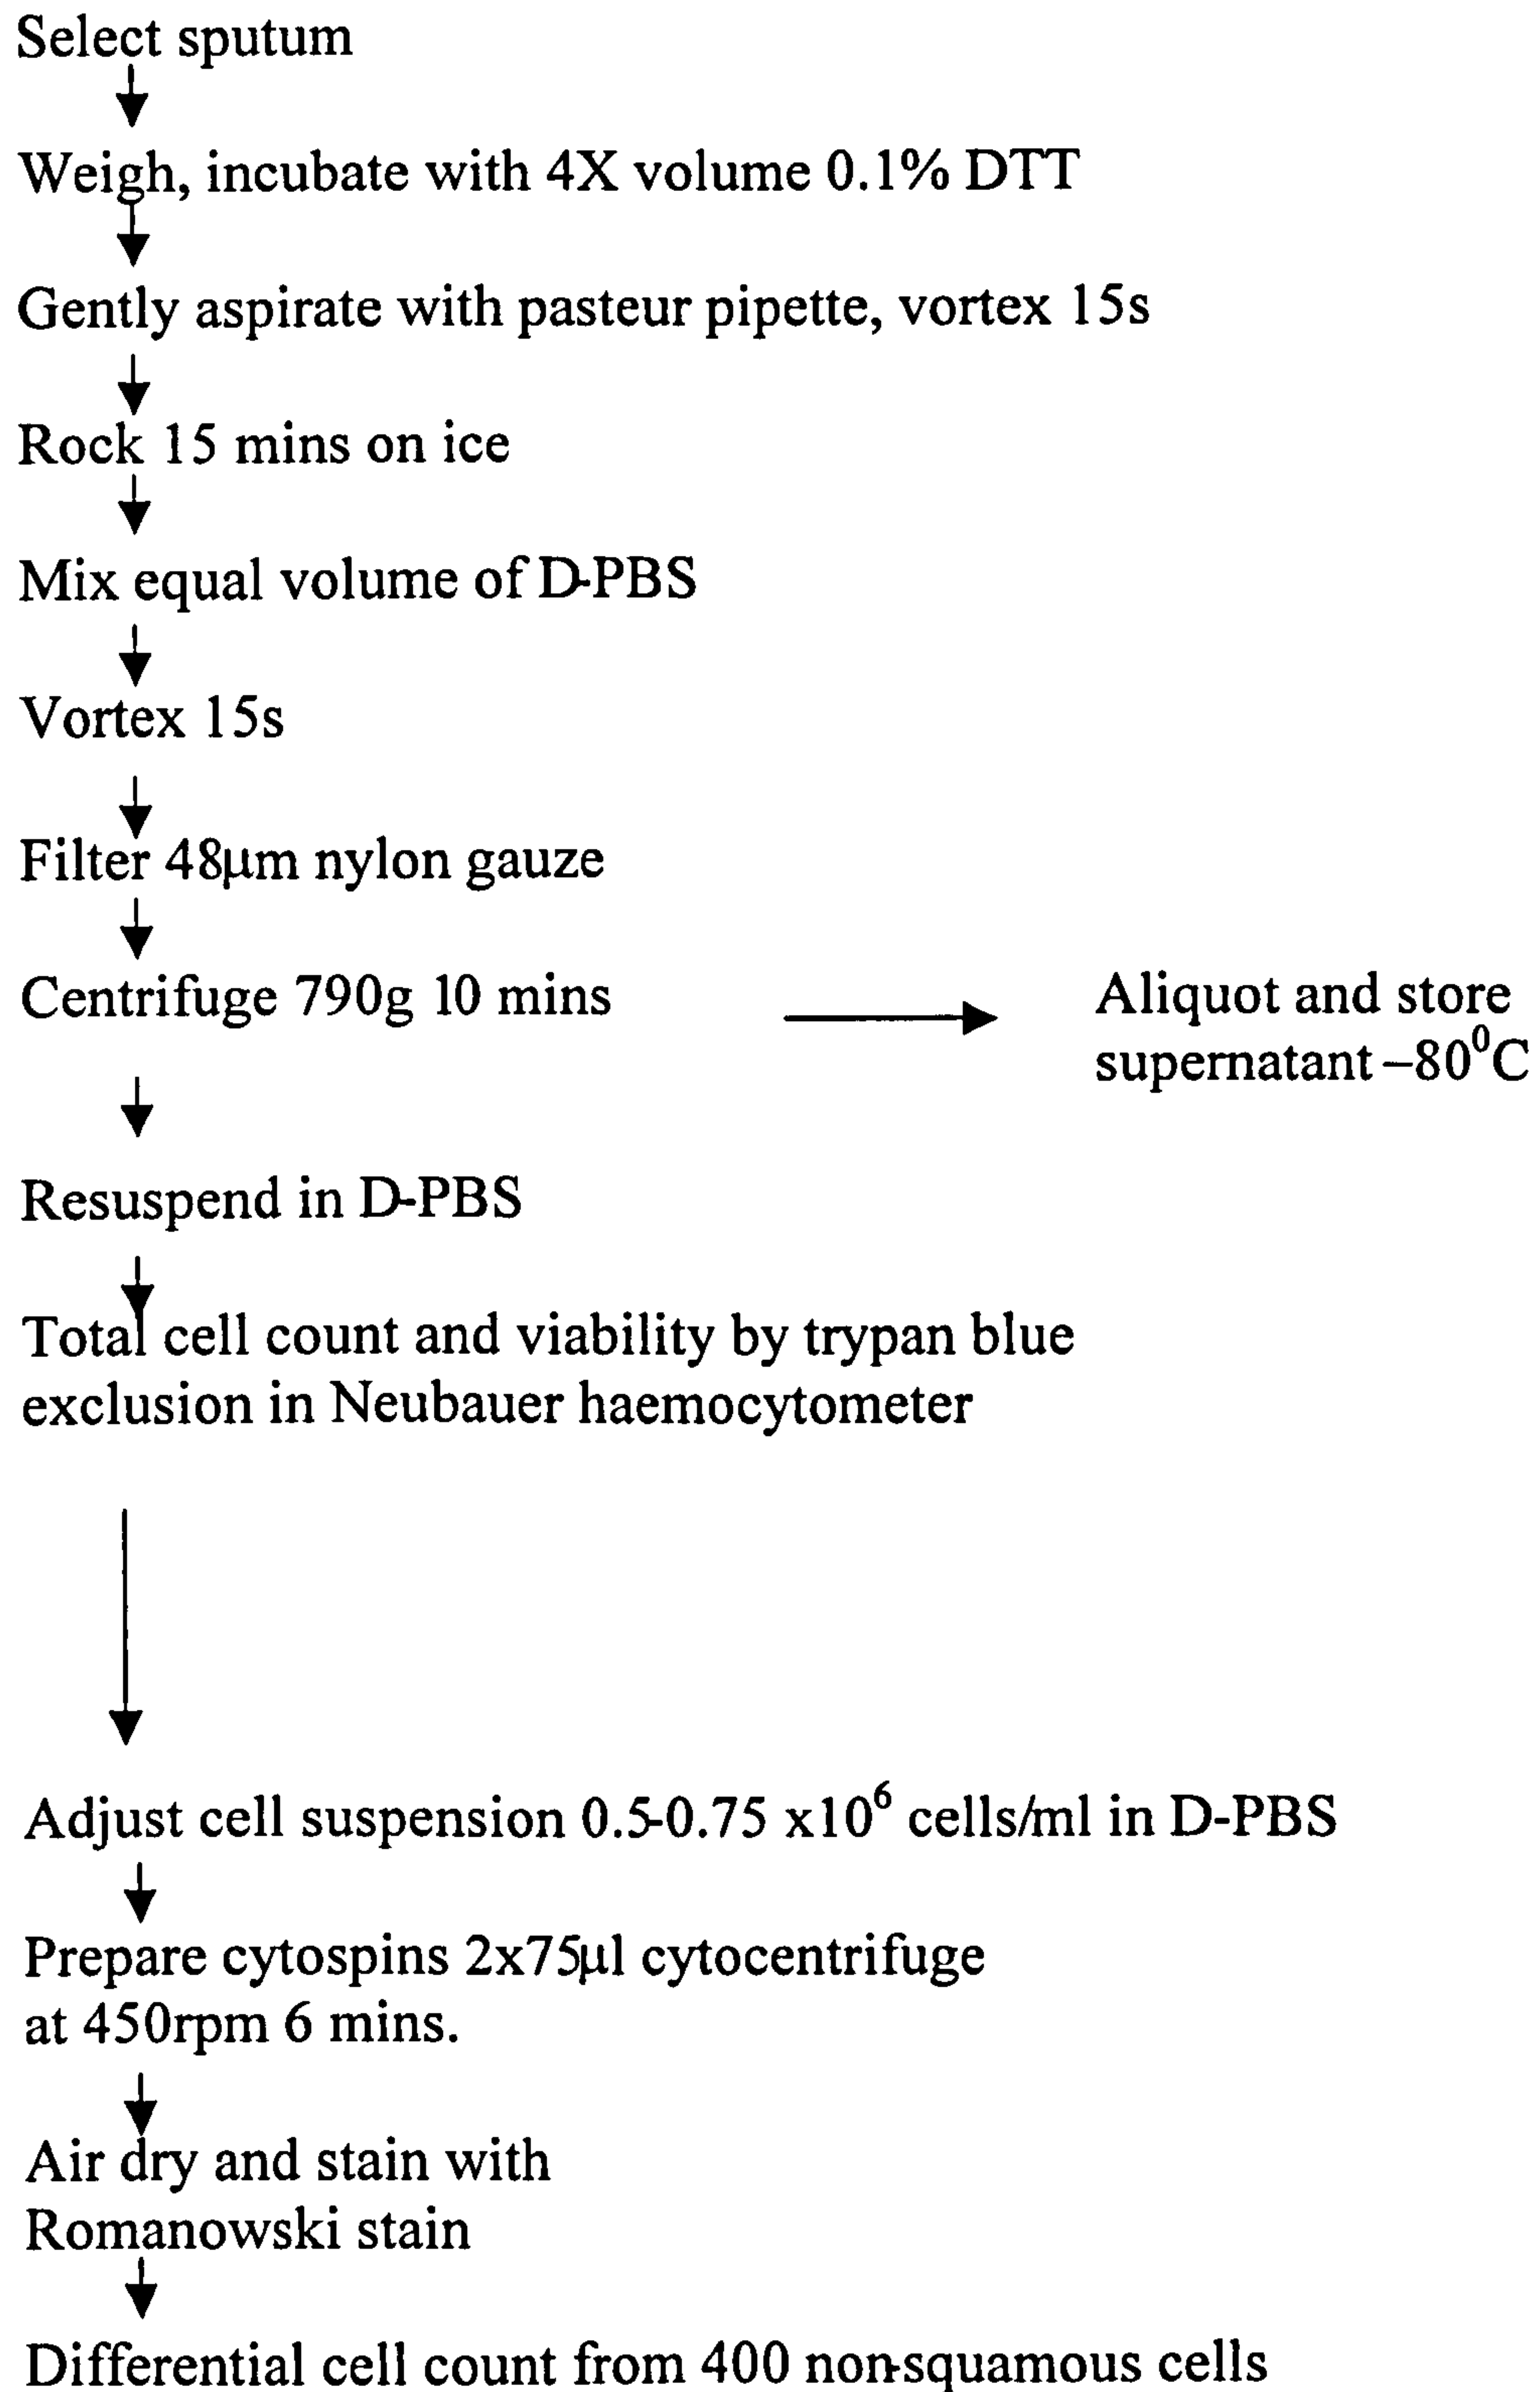 Select sputum
Weigh, incubate with 4X volume 0.1% DTT
Gently aspirate with pasteur pipette, vortex 15s
Rock 15 mins on ice
Mix equal volume of D-PBS
Vortex 15s
Filter 48μm nylon gauze
Centrifuge 790g 10 mins
Aliquot and store
supernatant –80⁰C
Resuspend in D-PBS
Total cell count and viability by trypan blue
exclusion in Neubauer haemocytometer
Adjust cell suspension 0.5-0.75 x10⁶ cells/ml in D-PBS
Prepare cytospins 2x75μl cytocentrifuge
at 450rpm 6 mins.
Air dry and stain with
Romanowski stain
Differential cell count from 400 non-squamous cells